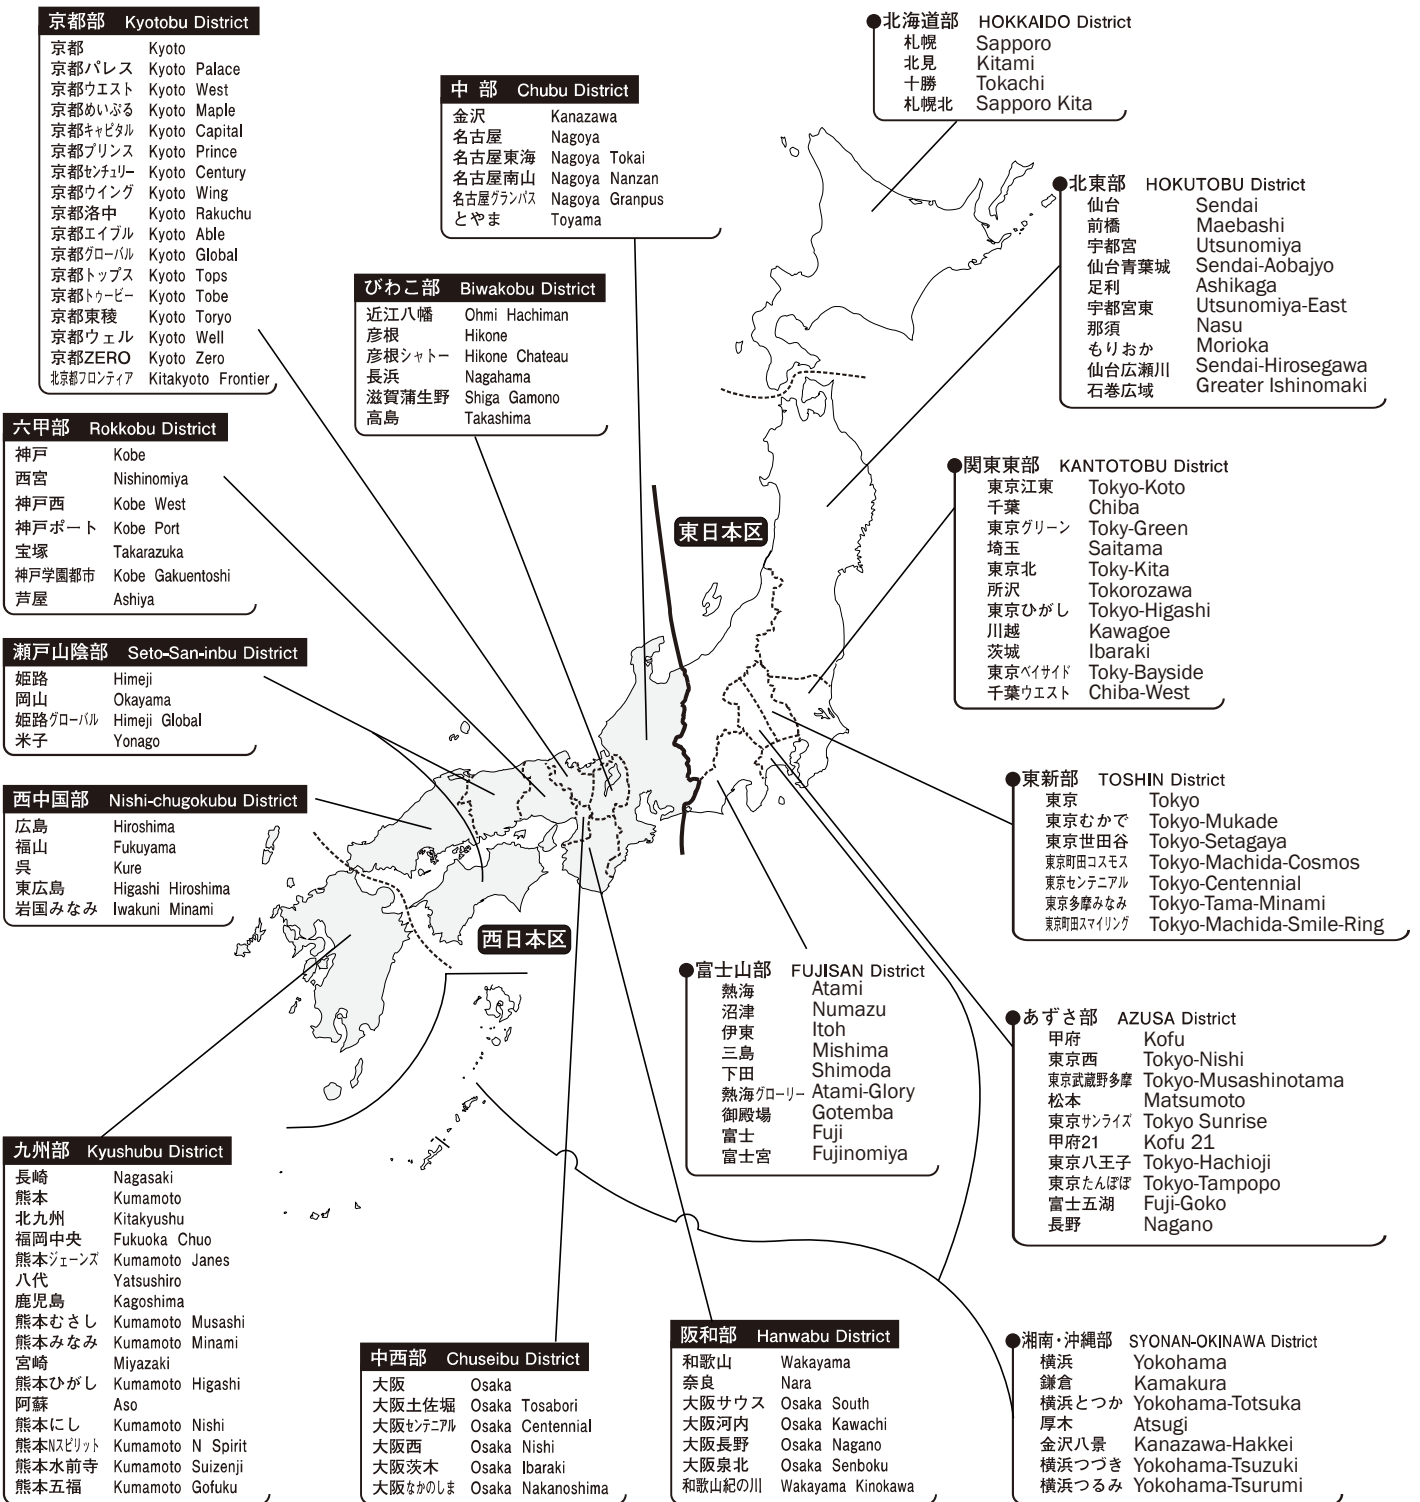 京都部 Kyotobu District
京都 Kyoto
京都パレス Kyoto Palace
京都ウエスト Kyoto West
京都めいぷる Kyoto Maple
京都キャピタル Kyoto Capital
京都プリンス Kyoto Prince
京都センチュリー Kyoto Century
京都ウイング Kyoto Wing
京都洛中 Kyoto Rakuchu
京都エイブル Kyoto Able
京都グローバル Kyoto Global
京都トップス Kyoto Tops
京都トゥービー Kyoto Tobe
京都東稜 Kyoto Toryo
京都ウェル Kyoto Well
京都ZERO Kyoto Zero
北京都フロンティア Kitakyoto Frontier
中 部 Chubu District
金沢 Kanazawa
名古屋 Nagoya
名古屋東海 Nagoya Tokai
名古屋南山 Nagoya Nanzan
名古屋グランパス Nagoya Granpus
とやま Toyama
びわこ部 Biwakobu District
近江八幡 Ohmi Hachiman
彦根 Hikone
彦根シャトー Hikone Chateau
長浜 Nagahama
滋賀蒲生野 Shiga Gamono
高島 Takashima
六甲部 Rokkobu District
神戸 Kobe
西宮 Nishinomiya
神戸西 Kobe West
神戸ポート Kobe Port
宝塚 Takarazuka
神戸学園都市 Kobe Gakuentoshi
芦屋 Ashiya
瀬戸山陰部 Seto-San-inbu District
姫路 Himeji
岡山 Okayama
姫路グローバル Himeji Global
米子 Yonago
西中国部 Nishi-chugokubu District
広島 Hiroshima
福山 Fukuyama
呉 Kure
東広島 Higashi Hiroshima
岩国みなみ Iwakuni Minami
九州部 Kyushubu District
長崎 Nagasaki
熊本 Kumamoto
北九州 Kitakyushu
福岡中央 Fukuoka Chuo
熊本ジェーンズ Kumamoto Janes
八代 Yatsushiro
鹿児島 Kagoshima
熊本むさし Kumamoto Musashi
熊本みなみ Kumamoto Minami
宮崎 Miyazaki
熊本ひがし Kumamoto Higashi
阿蘇 Aso
熊本にし Kumamoto Nishi
熊本Nスピリット Kumamoto N Spirit
熊本水前寺 Kumamoto Suizenji
熊本五福 Kumamoto Gofuku
中西部 Chuseibu District
大阪 Osaka
大阪土佐堀 Osaka Tosabori
大阪センテニアル Osaka Centennial
大阪西 Osaka Nishi
大阪茨木 Osaka Ibaraki
大阪なかのしま Osaka Nakanoshima
阪和部 Hanwabu District
和歌山 Wakayama
奈良 Nara
大阪サウス Osaka South
大阪河内 Osaka Kawachi
大阪長野 Osaka Nagano
大阪泉北 Osaka Senboku
和歌山紀の川 Wakayama Kinokawa
西日本区
東日本区
北海道部 HOKKAIDO District
札幌 Sapporo
北見 Kitami
十勝 Tokachi
札幌北 Sapporo Kita
北東部 HOKUTOBU District
仙台 Sendai
前橋 Maebashi
宇都宮 Utsunomiya
仙台青葉城 Sendai-Aobajyo
足利 Ashikaga
宇都宮東 Utsunomiya-East
那須 Nasu
もりおか Morioka
仙台広瀬川 Sendai-Hirosegawa
石巻広域 Greater Ishinomaki
関東東部 KANTOTOBU District
東京江東 Tokyo-Koto
千葉 Chiba
東京グリーン Toky-Green
埼玉 Saitama
東京北 Toky-Kita
所沢 Tokorozawa
東京ひがし Tokyo-Higashi
川越 Kawagoe
茨城 Ibaraki
東京ベイサイド Toky-Bayside
千葉ウエスト Chiba-West
東新部 TOSHIN District
東京 Tokyo
東京むかで Tokyo-Mukade
東京世田谷 Tokyo-Setagaya
東京町田コスモス Tokyo-Machida-Cosmos
東京センテニアル Tokyo-Centennial
東京多摩みなみ Tokyo-Tama-Minami
東京町田スマイリング Tokyo-Machida-Smile-Ring
富士山部 FUJISAN District
熱海 Atami
沼津 Numazu
伊東 Itoh
三島 Mishima
下田 Shimoda
熱海グローリー Atami-Glory
御殿場 Gotemba
富士 Fuji
富士宮 Fujinomiya
あずさ部 AZUSA District
甲府 Kofu
東京西 Tokyo-Nishi
東京武蔵野多摩 Tokyo-Musashinotama
松本 Matsumoto
東京サンライズ Tokyo Sunrise
甲府21 Kofu 21
東京八王子 Tokyo-Hachioji
東京たんぽぽ Tokyo-Tampopo
富士五湖 Fuji-Goko
長野 Nagano
湘南・沖縄部 SYONAN-OKINAWA District
横浜 Yokohama
鎌倉 Kamakura
横浜とつか Yokohama-Totsuka
厚木 Atsugi
金沢八景 Kanazawa-Hakkei
横浜つづき Yokohama-Tsuzuki
横浜つるみ Yokohama-Tsurumi